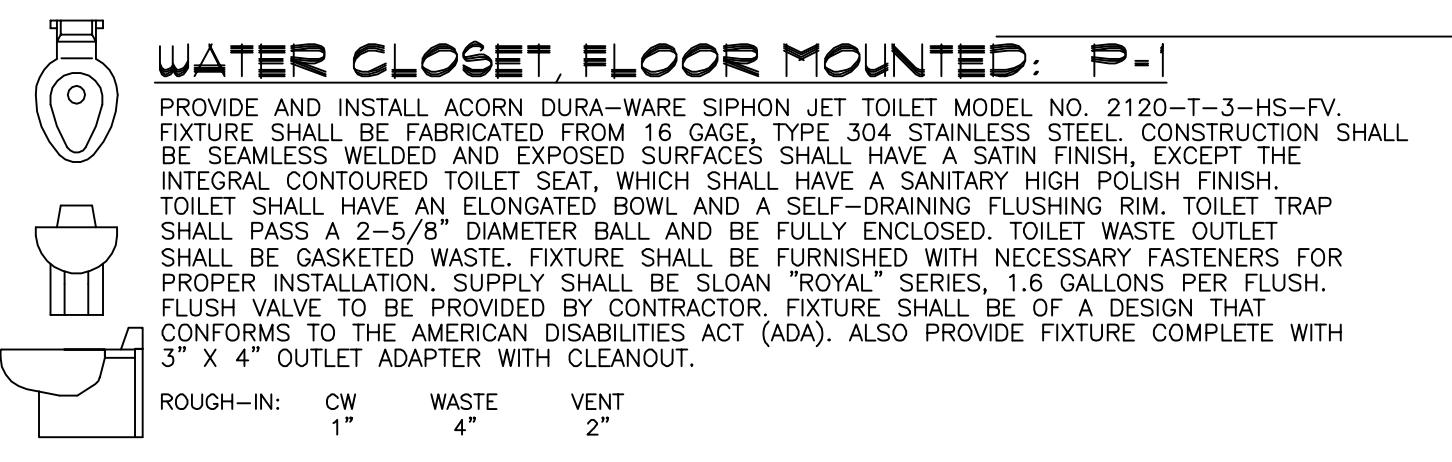 WATER CLOSET, FLOOR MOUNTED: P-1
PROVIDE AND INSTALL ACORN DURA-WARE SIPHON JET TOILET MODEL NO. 2120-T-3-HS-FV.
FIXTURE SHALL BE FABRICATED FROM 16 GAGE, TYPE 304 STAINLESS STEEL. CONSTRUCTION SHALL
BE SEAMLESS WELDED AND EXPOSED SURFACES SHALL HAVE A SATIN FINISH, EXCEPT THE
INTEGRAL CONTOURED TOILET SEAT, WHICH SHALL HAVE A SANITARY HIGH POLISH FINISH.
TOILET SHALL HAVE AN ELONGATED BOWL AND A SELF-DRAINING FLUSHING RIM. TOILET TRAP
SHALL PASS A 2-5/8" DIAMETER BALL AND BE FULLY ENCLOSED. TOILET WASTE OUTLET
SHALL BE GASKETED WASTE. FIXTURE SHALL BE FURNISHED WITH NECESSARY FASTENERS FOR
PROPER INSTALLATION. SUPPLY SHALL BE SLOAN "ROYAL" SERIES, 1.6 GALLONS PER FLUSH.
FLUSH VALVE TO BE PROVIDED BY CONTRACTOR. FIXTURE SHALL BE OF A DESIGN THAT
CONFORMS TO THE AMERICAN DISABILITIES ACT (ADA). ALSO PROVIDE FIXTURE COMPLETE WITH
3" X 4" OUTLET ADAPTER WITH CLEANOUT.
ROUGH-IN: CW WASTE VENT
1" 4" 2"